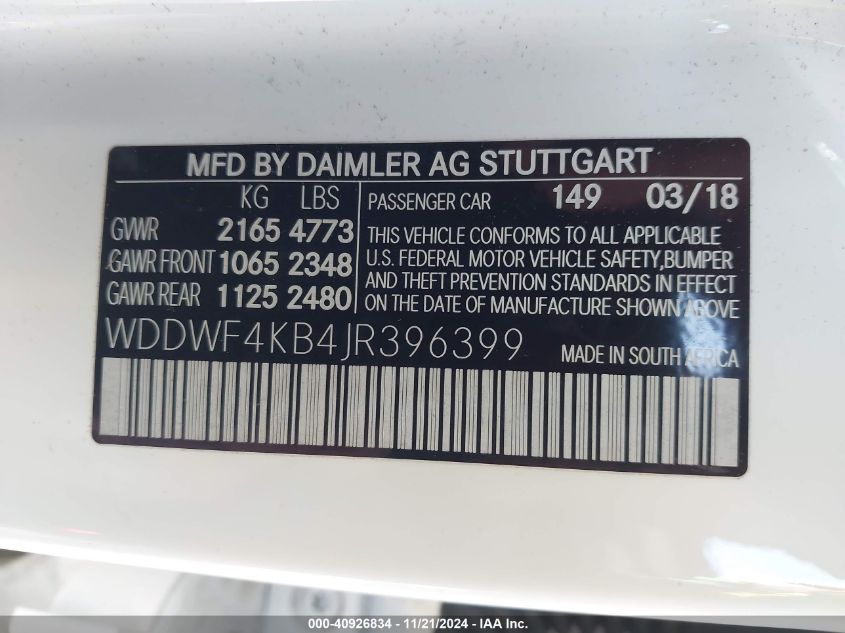 MFD BY DAIMLER AG STUTTGART
KG LBS
GVWR 2165 4773
GAWR FRONT 1065 2348
GAWR REAR 1125 2480
PASSENGER CAR 149 03/18
THIS VEHICLE CONFORMS TO ALL APPLICABLE
U.S. FEDERAL MOTOR VEHICLE SAFETY,BUMPER
AND THEFT PREVENTION STANDARDS IN EFFECT
ON THE DATE OF MANUFACTURE SHOWN ABOVE
WDDWF4KB4JR396399
MADE IN SOUTH AFRICA
000-40926834 - 11/21/2024 - IAA Inc.